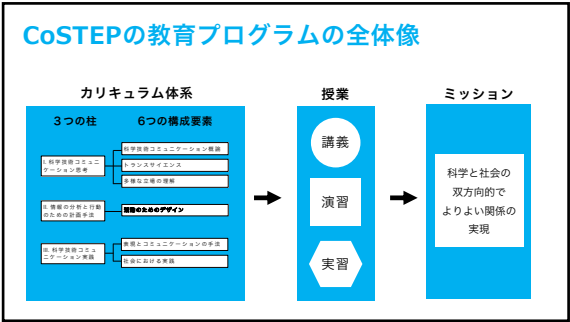 CoSTEPの教育プログラムの全体像
カリキュラム体系
3つの柱
6つの構成要素
I. 科学技術コミュニ
ケーション思考
科学技術コミュニケーション概論
トランスサイエンス
多様な立場の理解
II. 情報の分析と行動
のための計画手法
活動のためのデザイン
III. 科学技術コミュ
ニケーション実践
表現とコミュニケーションの手法
社会における実践
授業
講義
演習
実習
ミッション
科学と社会の
双方向的で
よりよい関係の
実現